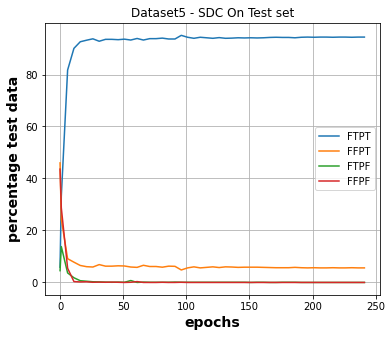 Dataset5 - SDC On Test set
percentage test data
80
60
40
20
0
FTPT
FFPT
FTPF
FFPF
0 50 100 150 200 250
epochs